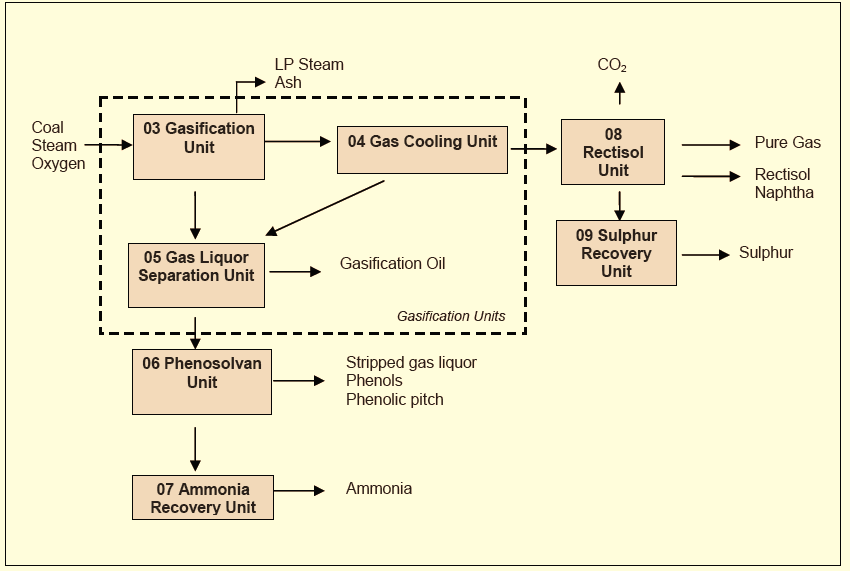 LP Steam
Ash
CO₂
Coal
Steam
Oxygen
03 Gasification
Unit
04 Gas Cooling Unit
08
Rectisol
Unit
Pure Gas
Rectisol
Naphtha
05 Gas Liquor
Separation Unit
Gasification Oil
09 Sulphur
Recovery
Unit
Sulphur
Gasification Units
06 Phenosolvan
Unit
Stripped gas liquor
Phenols
Phenolic pitch
07 Ammonia
Recovery Unit
Ammonia